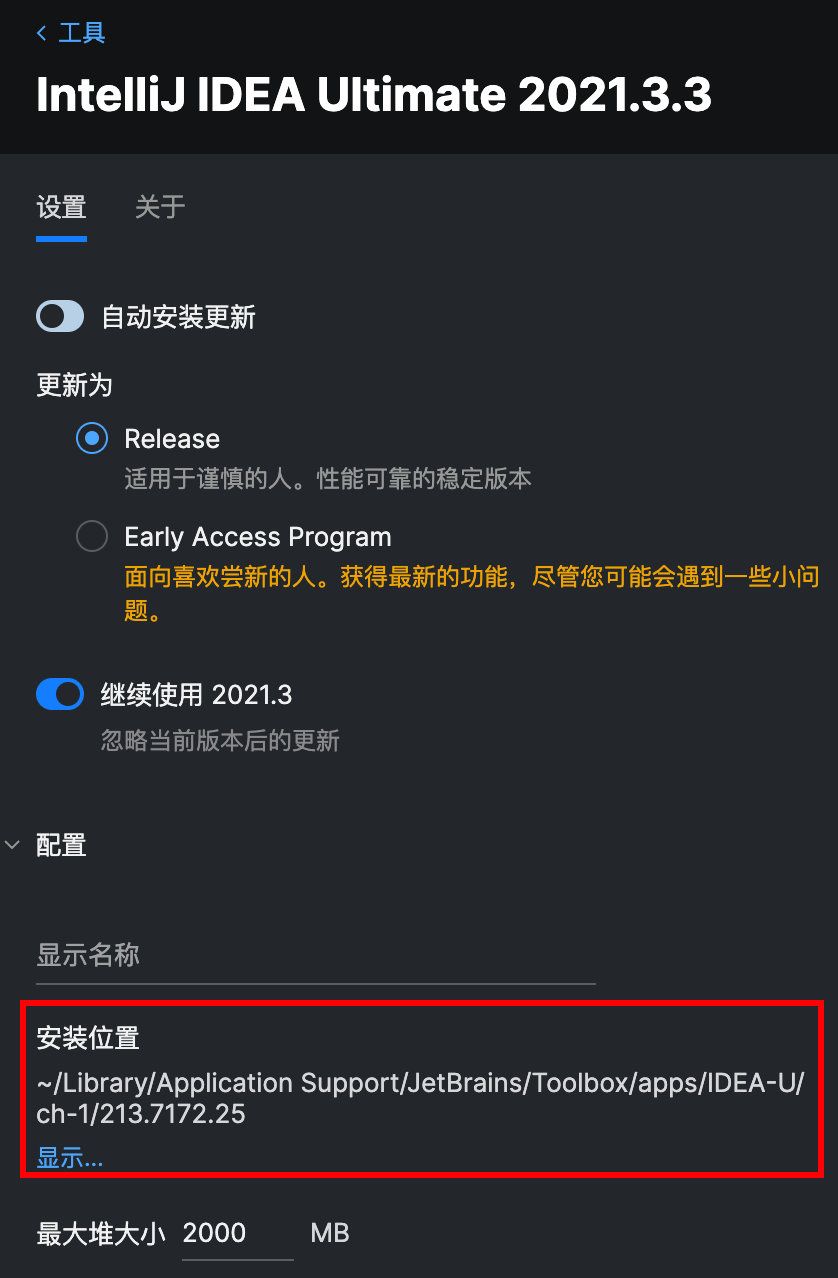 工具
IntelliJ IDEA Ultimate 2021.3.3
设置 关于
自动安装更新
更新为
Release
适用于谨慎的人。性能可靠的稳定版本
Early Access Program
面向喜欢尝新的人。获得最新的功能，尽管您可能会遇到一些小问
题。
继续使用 2021.3
忽略当前版本后的更新
配置
显示名称
安装位置
~/Library/Application Support/JetBrains/Toolbox/apps/IDEA-U/
ch-1/213.7172.25
显示...
最大堆大小 2000 MB